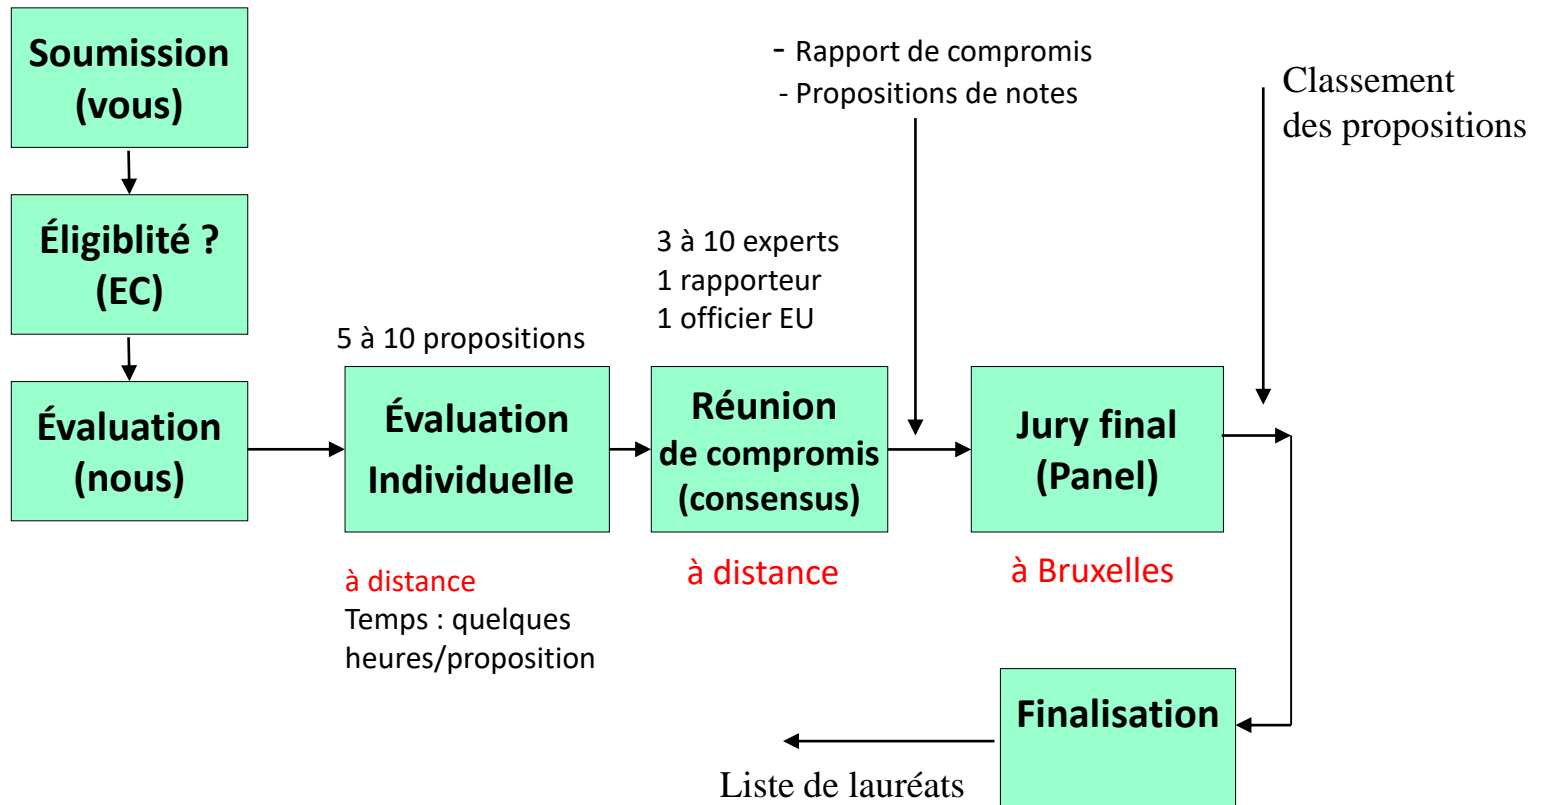 Soumission
(vous)
Éligiblité ?
(EC)
Évaluation
(nous)
5 à 10 propositions
Évaluation
Individuelle
à distance
Temps : quelques
heures/proposition
3 à 10 experts
1 rapporteur
1 officier EU
Réunion
de compromis
(consensus)
à distance
- Rapport de compromis
- Propositions de notes
Jury final
(Panel)
à Bruxelles
Classement
des propositions
Finalisation
Liste de lauréats